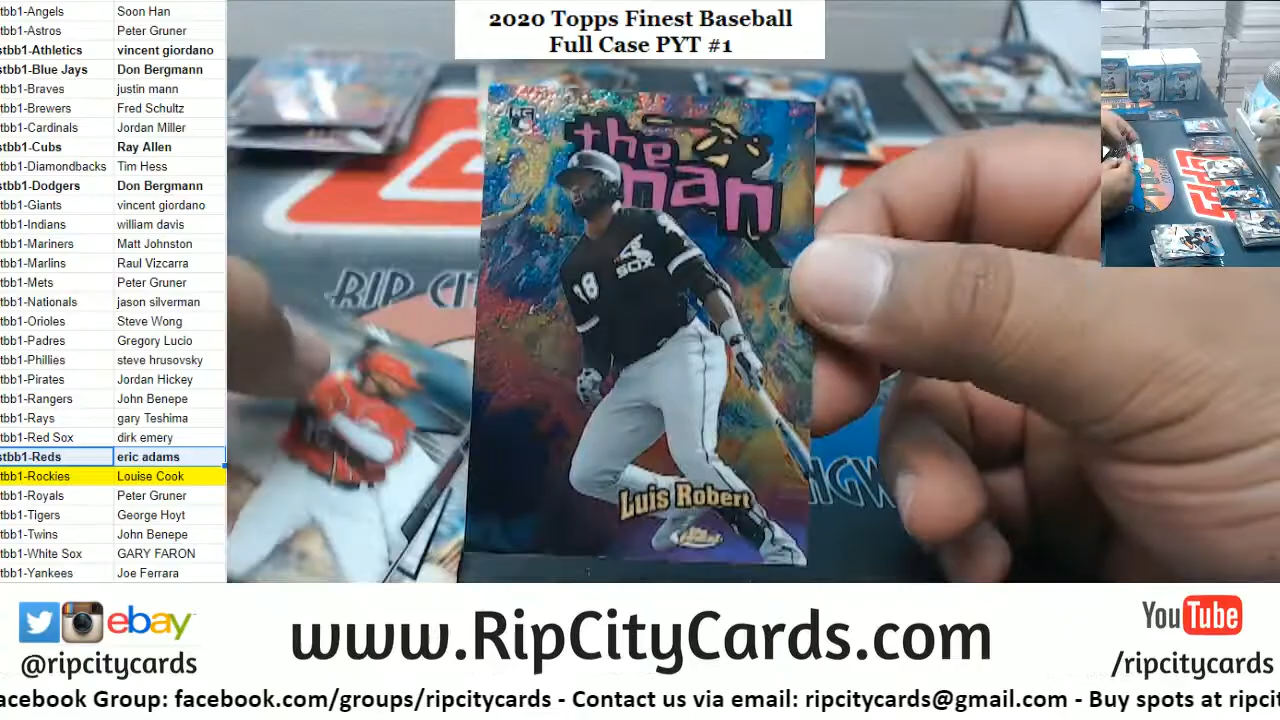 2020 Topps Finest Baseball
Full Case PYT #1
tbb1-Angels Soon Han
tbb1-Astros Peter Gruner
stbb1-Athletics vincent giordano
stbb1-Blue Jays Don Bergmann
tbb1-Braves justin mann
tbb1-Brewers Fred Schultz
tbb1-Cardinals Jordan Miller
stbb1-Cubs Ray Allen
tbb1-Diamondbacks Tim Hess
stbb1-Dodgers Don Bergmann
tbb1-Giants vincent giordano
tbb1-Indians william davis
tbb1-Mariners Matt Johnston
tbb1-Marlins Raul Vizcarra
tbb1-Mets Peter Gruner
tbb1-Nationals jason silverman
tbb1-Orioles Steve Wong
tbb1-Padres Gregory Lucio
tbb1-Phillies steve hrusovsky
tbb1-Pirates Jordan Hickey
tbb1-Rangers John Benepe
tbb1-Rays gary Teshima
tbb1-Red Sox dirk emery
stbb1-Reds eric adams
tbb1-Rockies Louise Cook
tbb1-Royals Peter Gruner
tbb1-Tigers George Hoyt
tbb1-Twins John Benepe
tbb1-White Sox GARY FARON
tbb1-Yankees Joe Ferrara
the
man
SOX
18
Luis Robert
RIP CI
ebay
@ripcitycards
www.RipCityCards.com
YouTube
/ripcitycards
acebook Group: facebook.com/groups/ripcitycards - Contact us via email: ripcitycards@gmail.com - Buy spots at ripcit